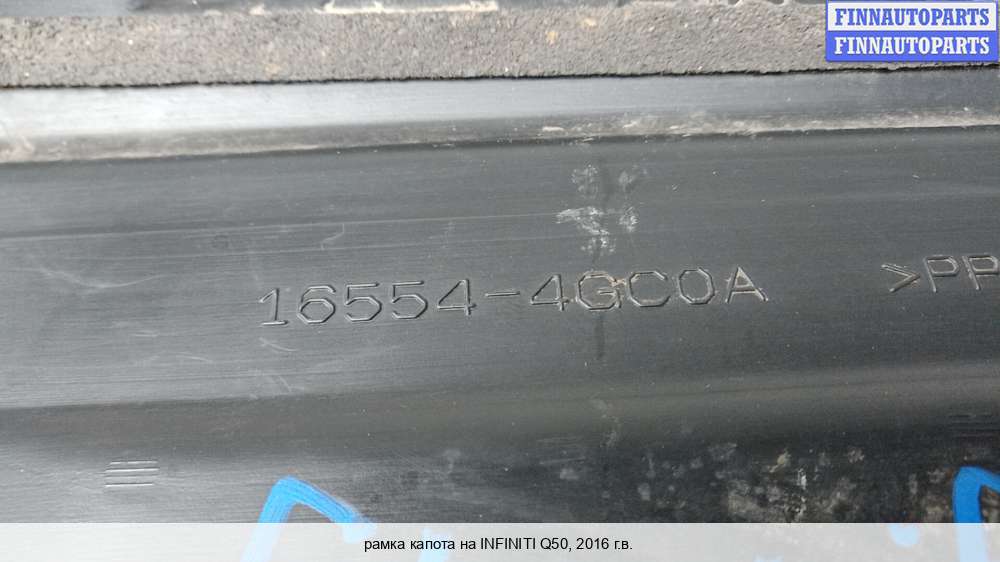 FINNAUTOPARTS
FINNAUTOPARTS
16554-4GC0A
>PP
рамка капота на INFINITI Q50, 2016 г.в.